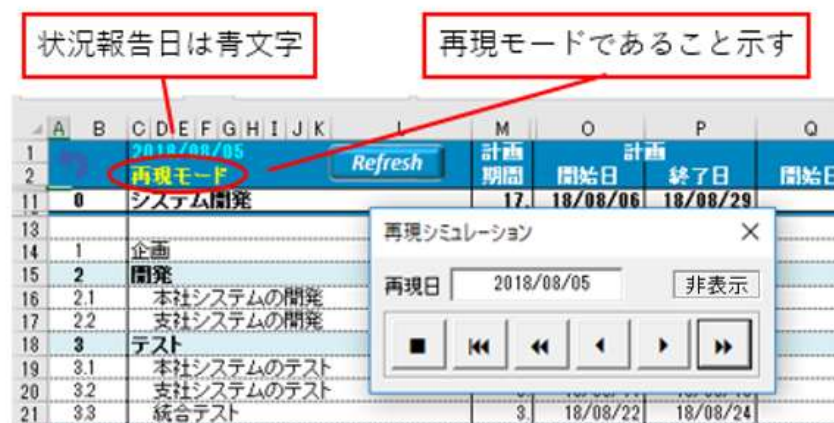 状況報告日は青文字
再現モードであること示す
A B C D E F G H I J K L M O P Q
1 2018/08/05 Refresh 計画 計画
2 再現モード 期間 開始日 終了日 開始日
11 0 システム開発 17. 18/08/06 18/08/29
13
14 1 企画
15 2 開発
16 2.1 本社システムの開発
17 2.2 支社システムの開発
18 3 テスト
19 3.1 本社システムのテスト
20 3.2 支社システムのテスト
21 3.3 統合テスト 3. 18/08/22 18/08/24
再現シミュレーション
再現日 2018/08/05 非表示